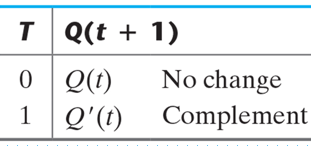 T Q(t + 1)
0 Q(t) No change
1 Q′(t) Complement